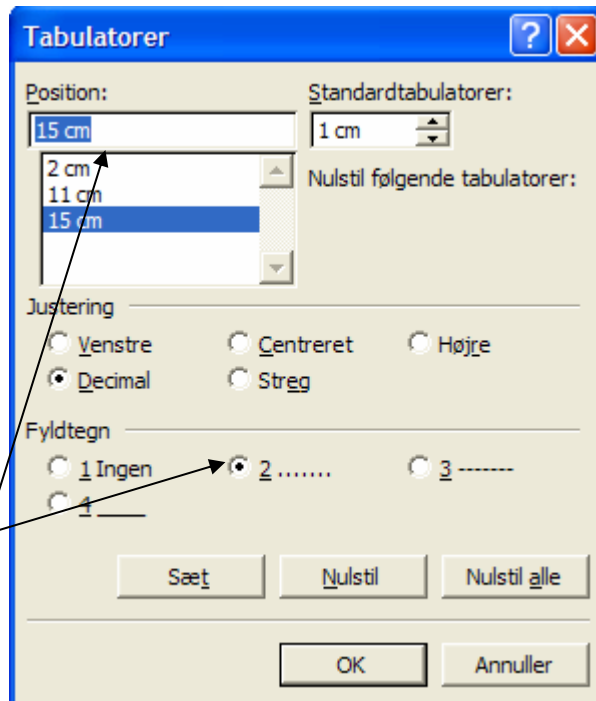 Tabulatorer
Position:
Standardtabulatorer:
15 cm
1 cm
2 cm
11 cm
15 cm
Nulstil følgende tabulatorer:
Justering
Venstre
Centreret
Højre
Decimal
Streg
Fyldtegn
1 Ingen
2 .......
3 -------
4 ____
Sæt
Nulstil
Nulstil alle
OK
Annuller